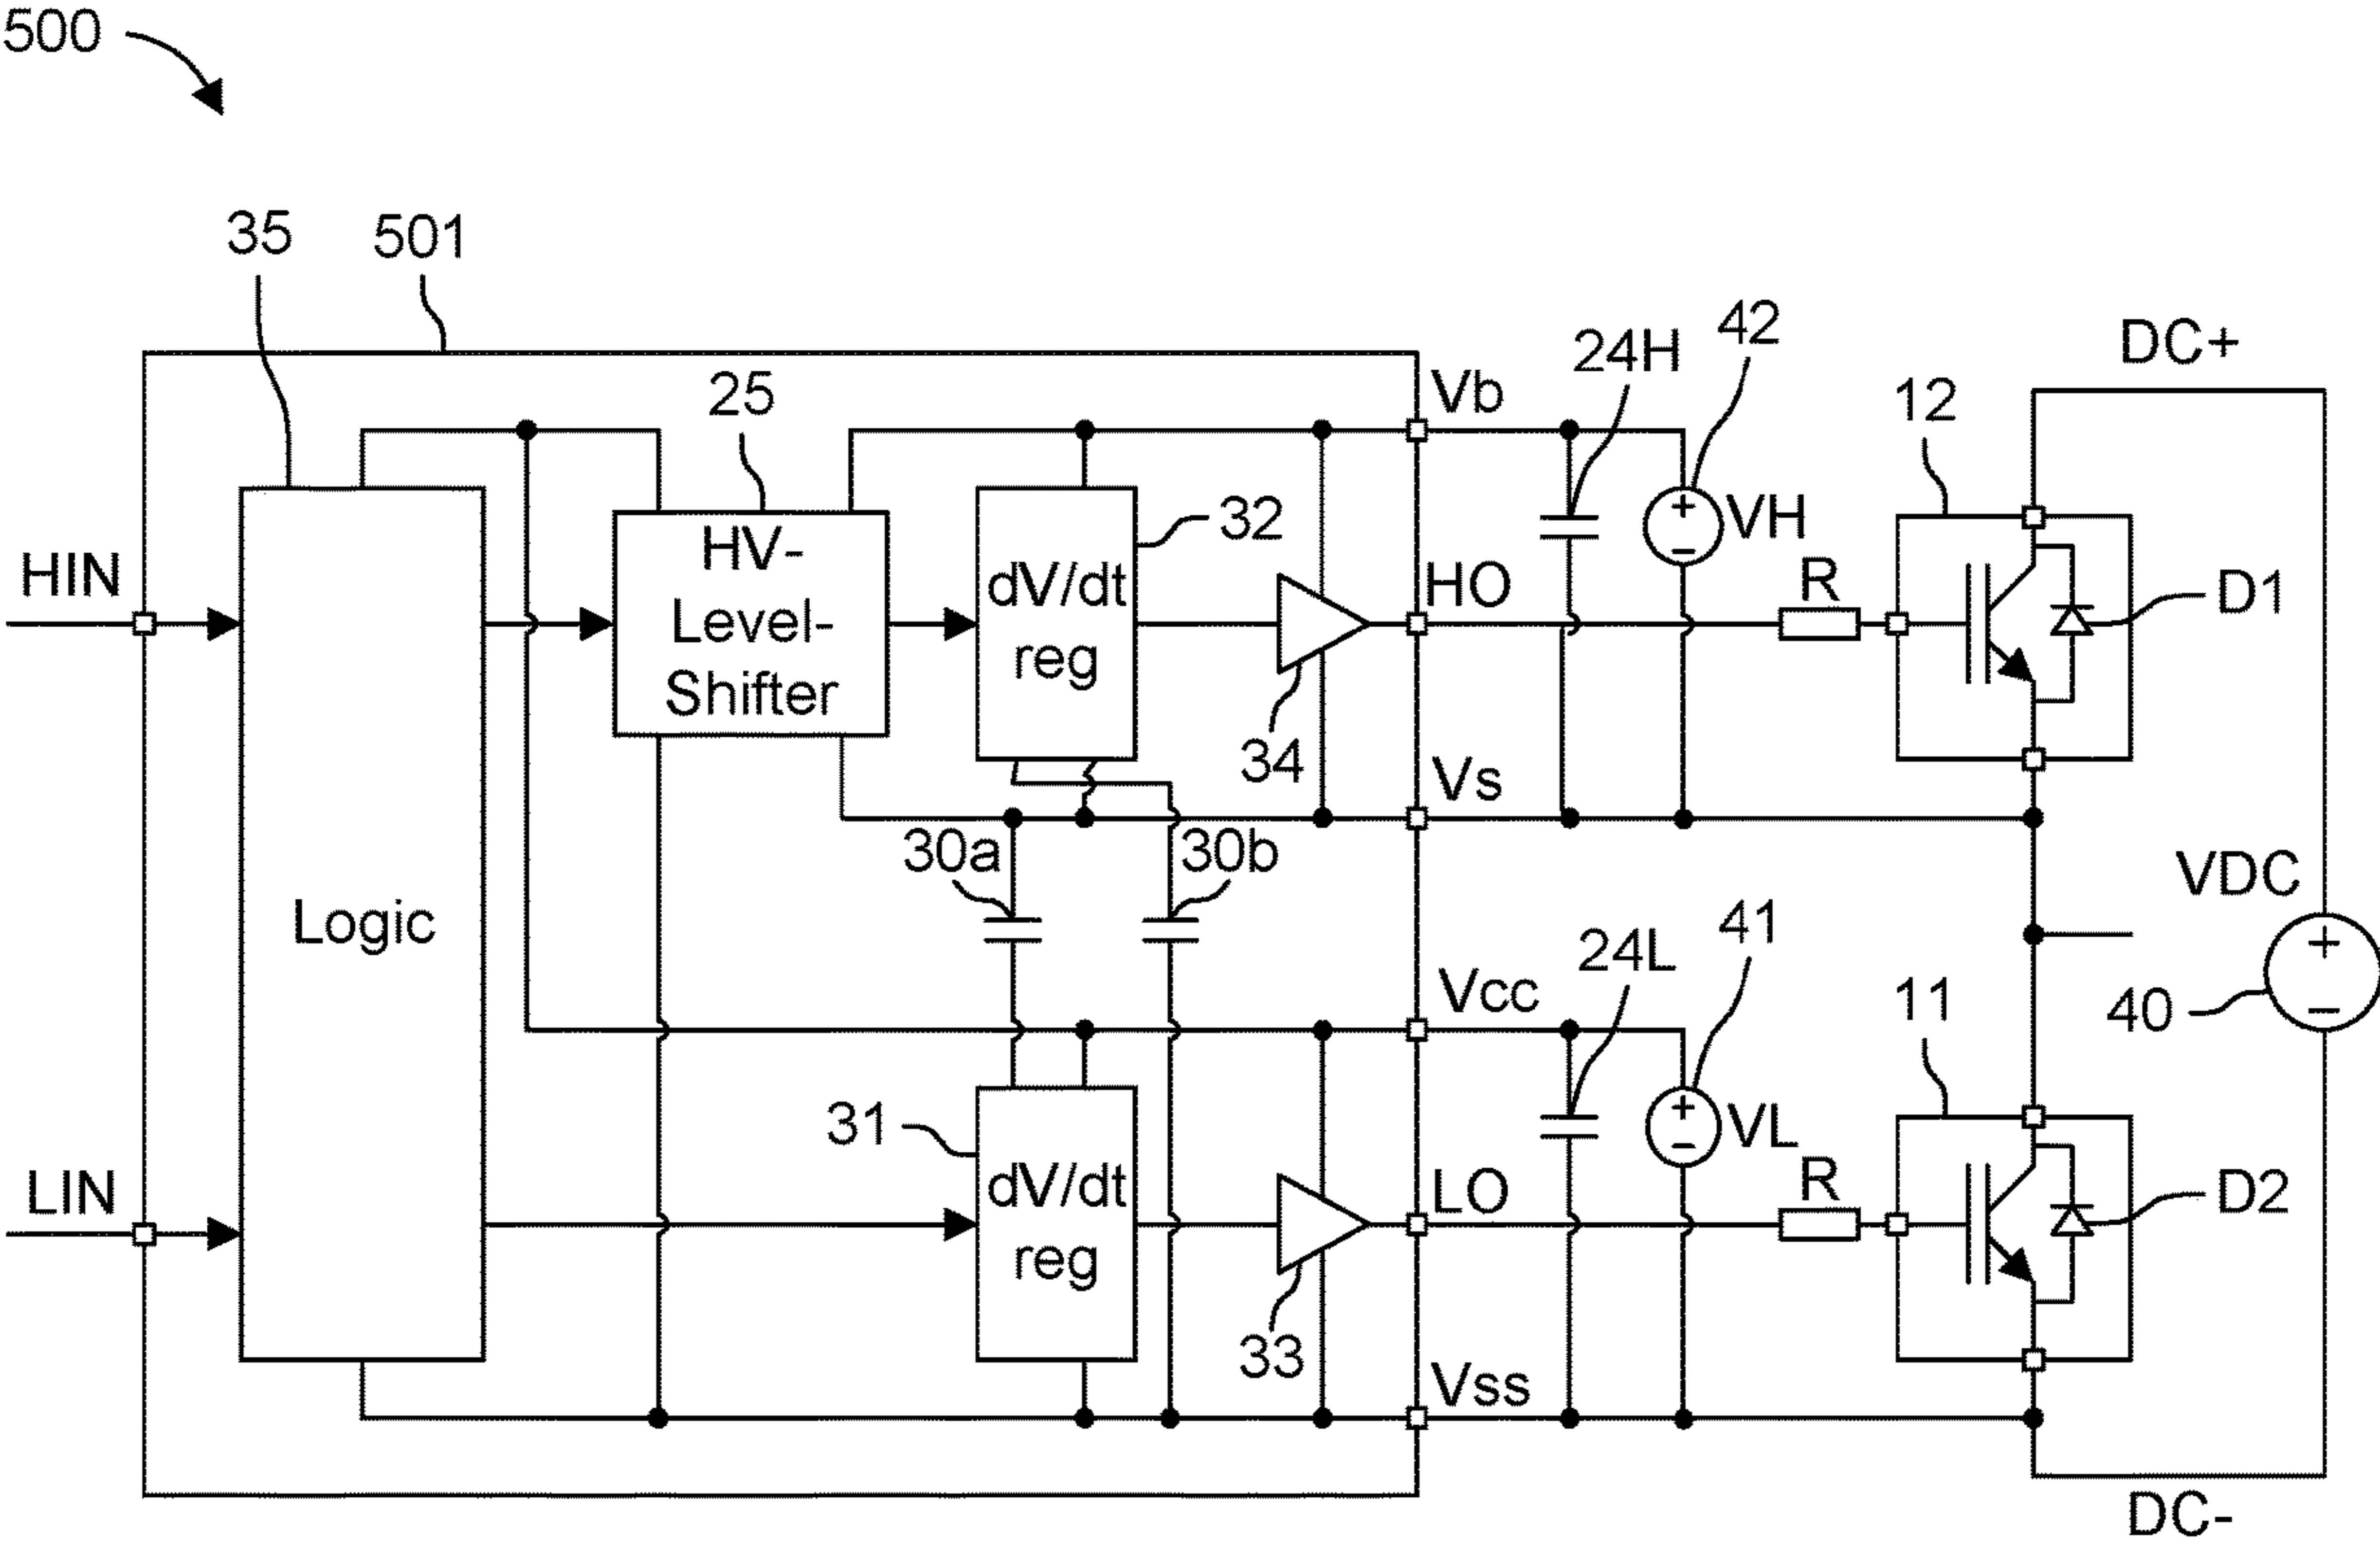 500
35
501
25
Vb
24H
42
12
DC+
HIN
HV-
Level-
Shifter
dV/dt
reg
32
34
HO
VH
R
D1
Vs
30a
30b
Logic
VDC
+
−
40
Vcc
24L
41
11
LIN
31
dV/dt
reg
33
LO
+
−
VL
R
D2
Vss
DC-
+
−